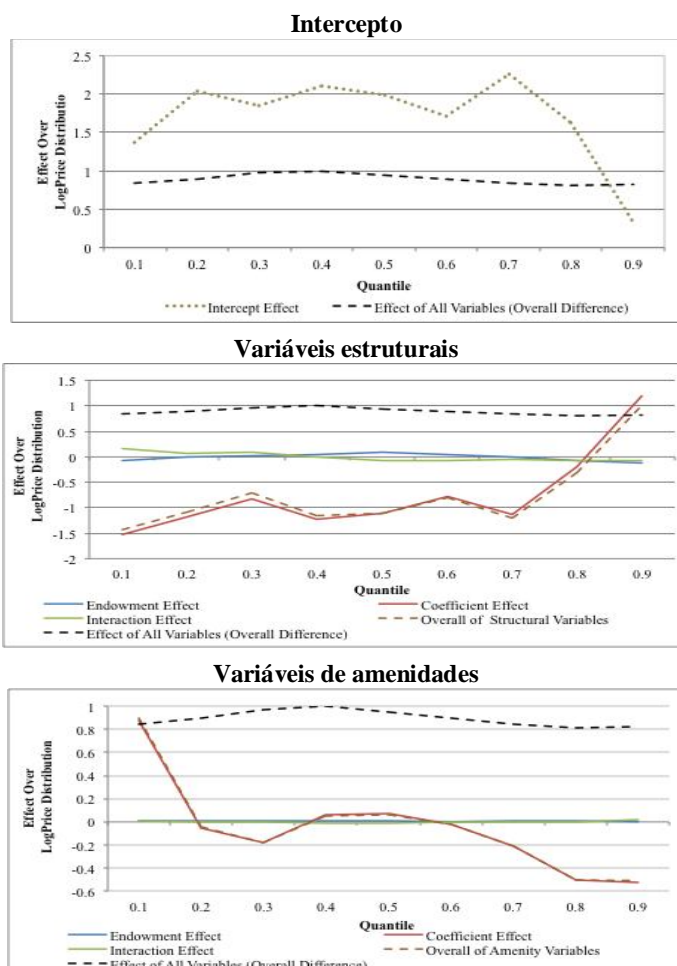 Intercepto
2.5
2
1.5
1
0.5
0
Effect Over
LogPrice Distributio
0.1 0.2 0.3 0.4 0.5 0.6 0.7 0.8 0.9
Quantile
Intercept Effect Effect of All Variables (Overall Difference)
Variáveis estruturais
1.5
1
0.5
0
-0.5
-1
-1.5
-2
Effect Over
LogPrice Distribution
0.1 0.2 0.3 0.4 0.5 0.6 0.7 0.8 0.9
Quantile
Endowment Effect Coefficient Effect
Interaction Effect Overall of Structural Variables
Effect of All Variables (Overall Difference)
Variáveis de amenidades
1
0.8
0.6
0.4
0.2
0
-0.2
-0.4
-0.6
Effect Over
LogPrice Distribution
0.1 0.2 0.3 0.4 0.5 0.6 0.7 0.8 0.9
Quantile
Endowment Effect Coefficient Effect
Interaction Effect Overall of Amenity Variables
Effect of All Variables (Overall Difference)